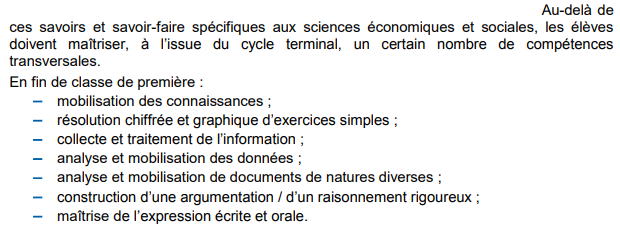 Au-delà de
ces savoirs et savoir-faire spécifiques aux sciences économiques et sociales, les élèves
doivent maîtriser, à l'issue du cycle terminal, un certain nombre de compétences
transversales.
En fin de classe de première :
– mobilisation des connaissances ;
– résolution chiffrée et graphique d'exercices simples ;
– collecte et traitement de l'information ;
– analyse et mobilisation des données ;
– analyse et mobilisation de documents de natures diverses ;
– construction d'une argumentation / d'un raisonnement rigoureux ;
– maîtrise de l'expression écrite et orale.